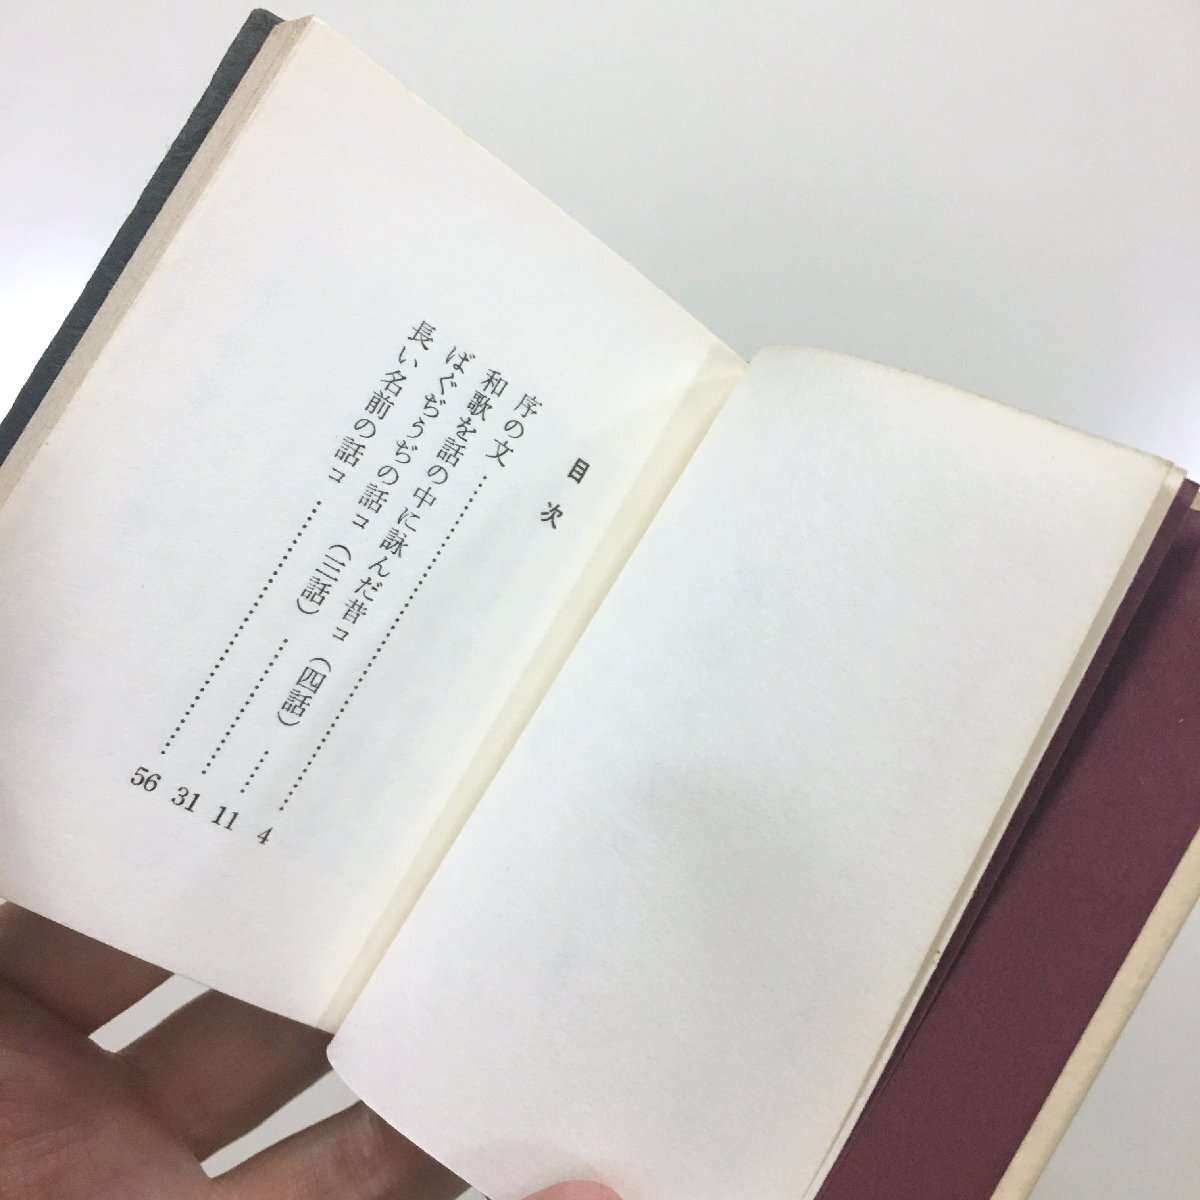 目次
序の文……………………………………4
和歌を話の中に詠んだ昔コ（四話）……11
ばくぢうぢの話コ（三話）………………31
長い名前の話コ……………………………56